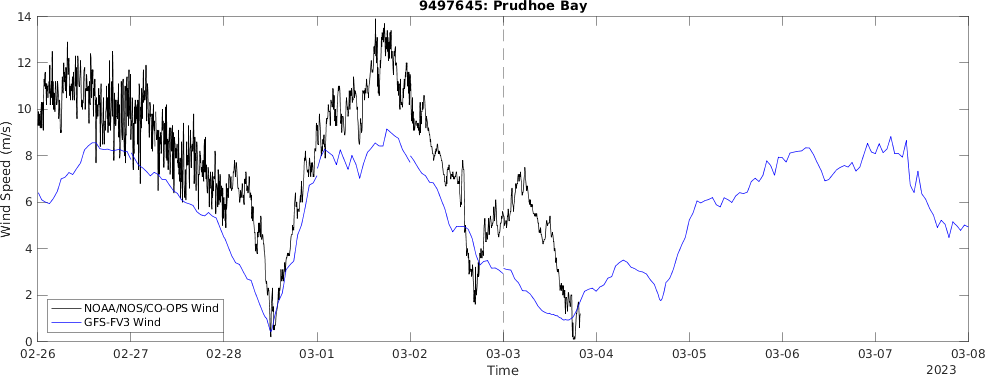 9497645: Prudhoe Bay
Wind Speed (m/s)
14
12
10
8
6
4
2
0
NOAA/NOS/CO-OPS Wind
GFS-FV3 Wind
02-26 02-27 02-28 03-01 03-02 03-03 03-04 03-05 03-06 03-07 03-08
Time
2023